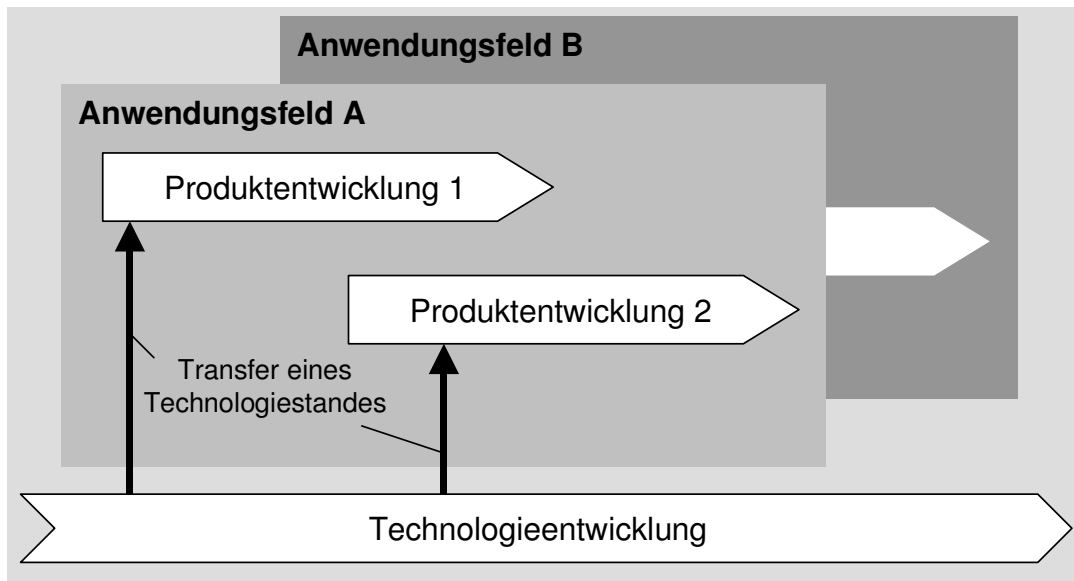 Anwendungsfeld B
Anwendungsfeld A
Produktentwicklung 1
Produktentwicklung 2
Transfer eines
Technologiestandes
Technologieentwicklung